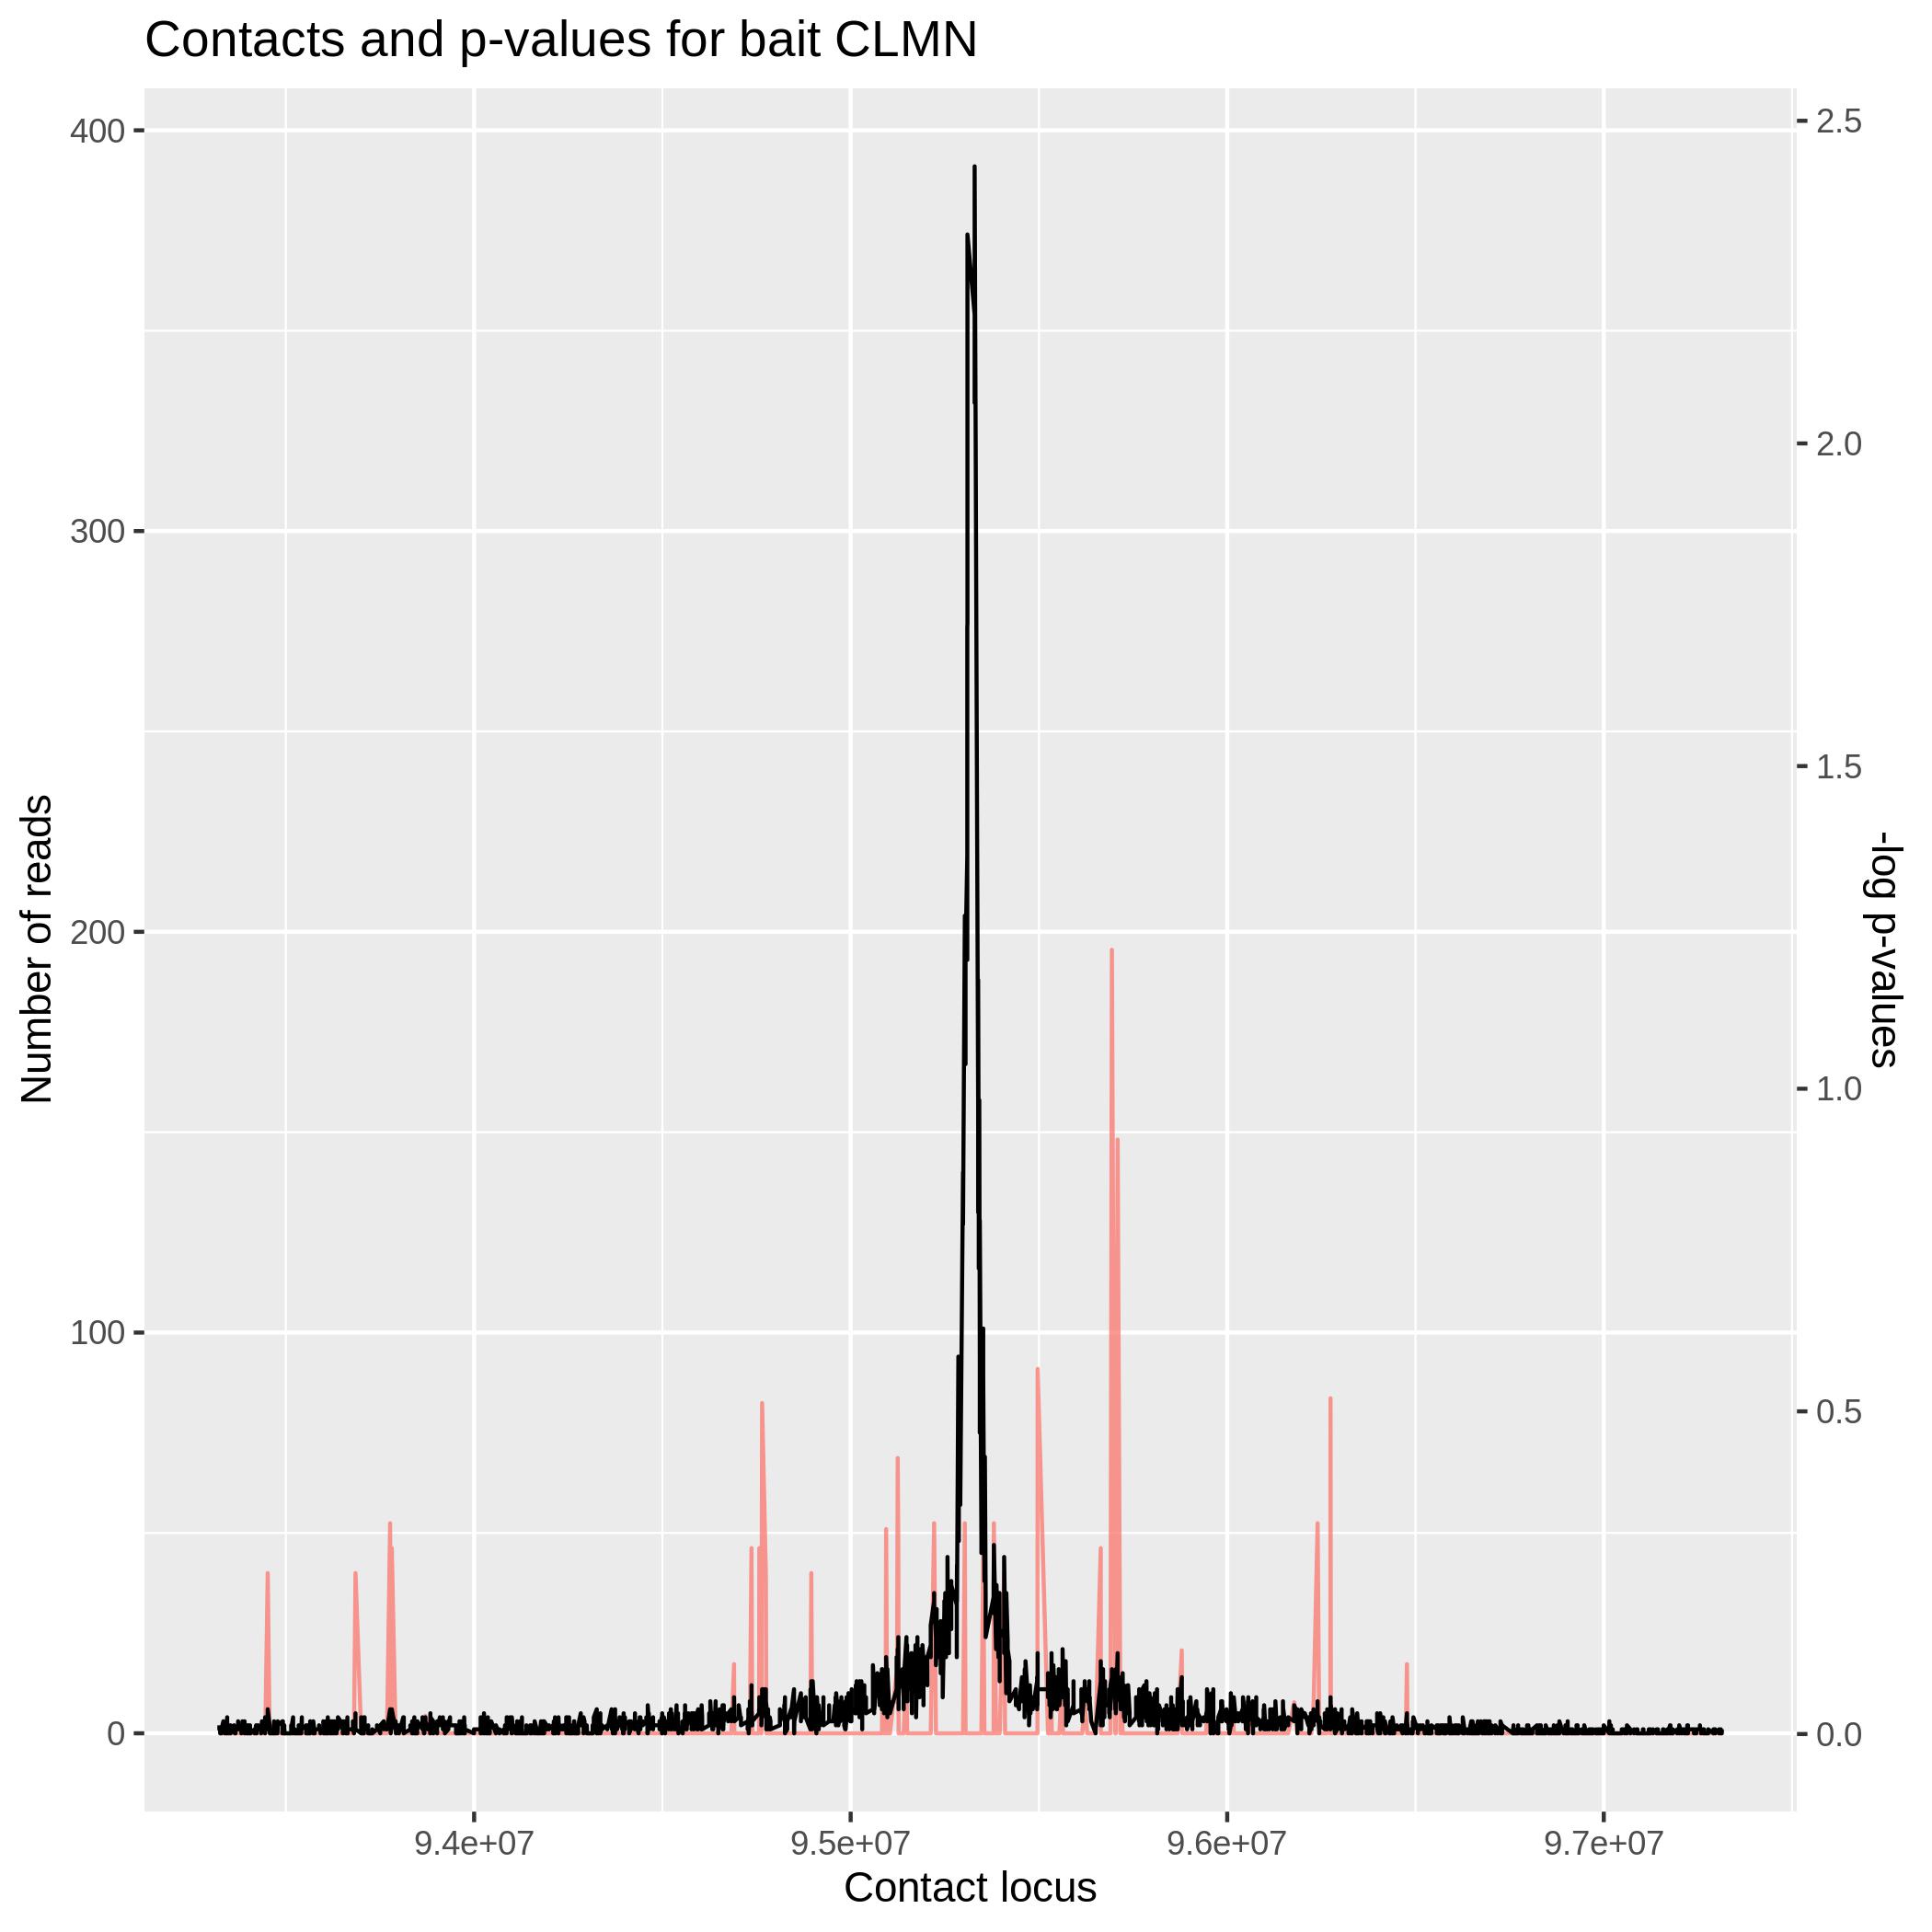 Contacts and p-values for bait CLMN
400
300
200
100
0
Number of reads
2.5
2.0
1.5
1.0
0.5
0.0
-log p-values
9.4e+07
9.5e+07
9.6e+07
9.7e+07
Contact locus